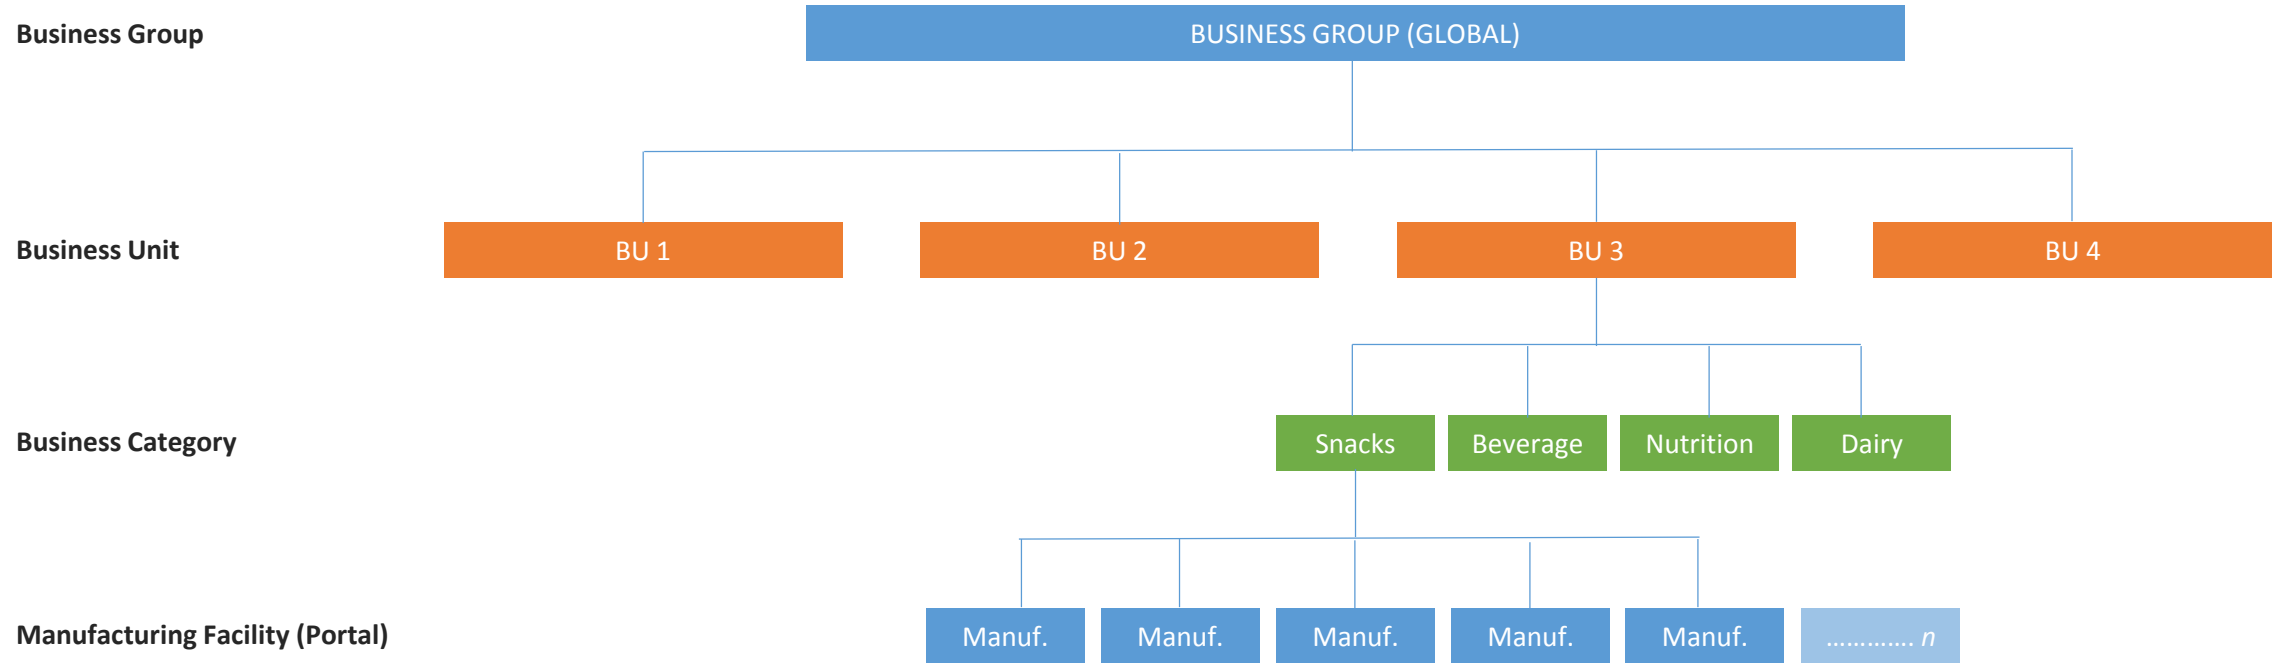 Business Group
BUSINESS GROUP (GLOBAL)
Business Unit
BU 1
BU 2
BU 3
BU 4
Business Category
Snacks
Beverage
Nutrition
Dairy
Manufacturing Facility (Portal)
Manuf.
Manuf.
Manuf.
Manuf.
Manuf.
…………. n